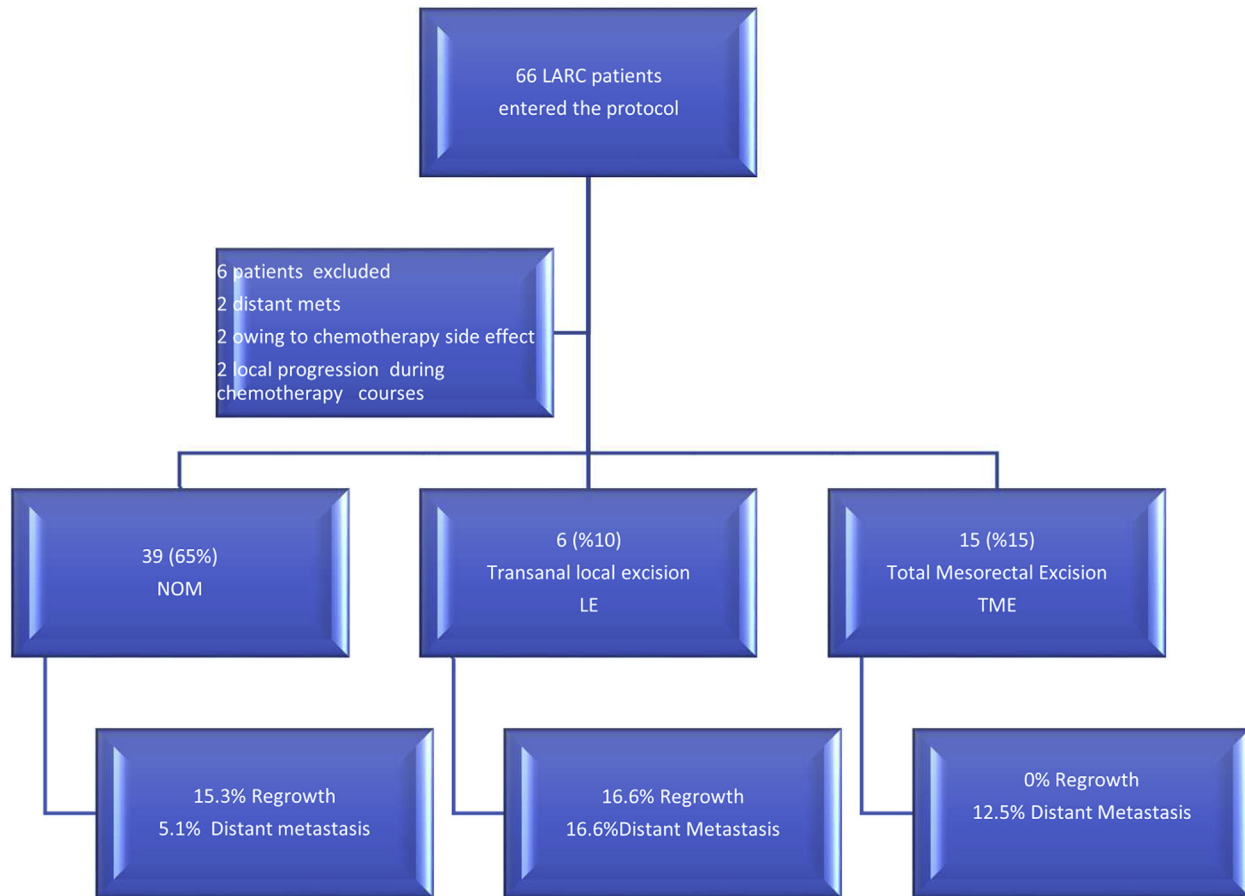 66 LARC patients
entered the protocol
6 patients excluded
2 distant mets
2 owing to chemotherapy side effect
2 local progression during
chemotherapy courses
39 (65%)
NOM
6 (%10)
Transanal local excision
LE
15 (%15)
Total Mesorectal Excision
TME
15.3% Regrowth
5.1% Distant metastasis
16.6% Regrowth
16.6%Distant Metastasis
0% Regrowth
12.5% Distant Metastasis